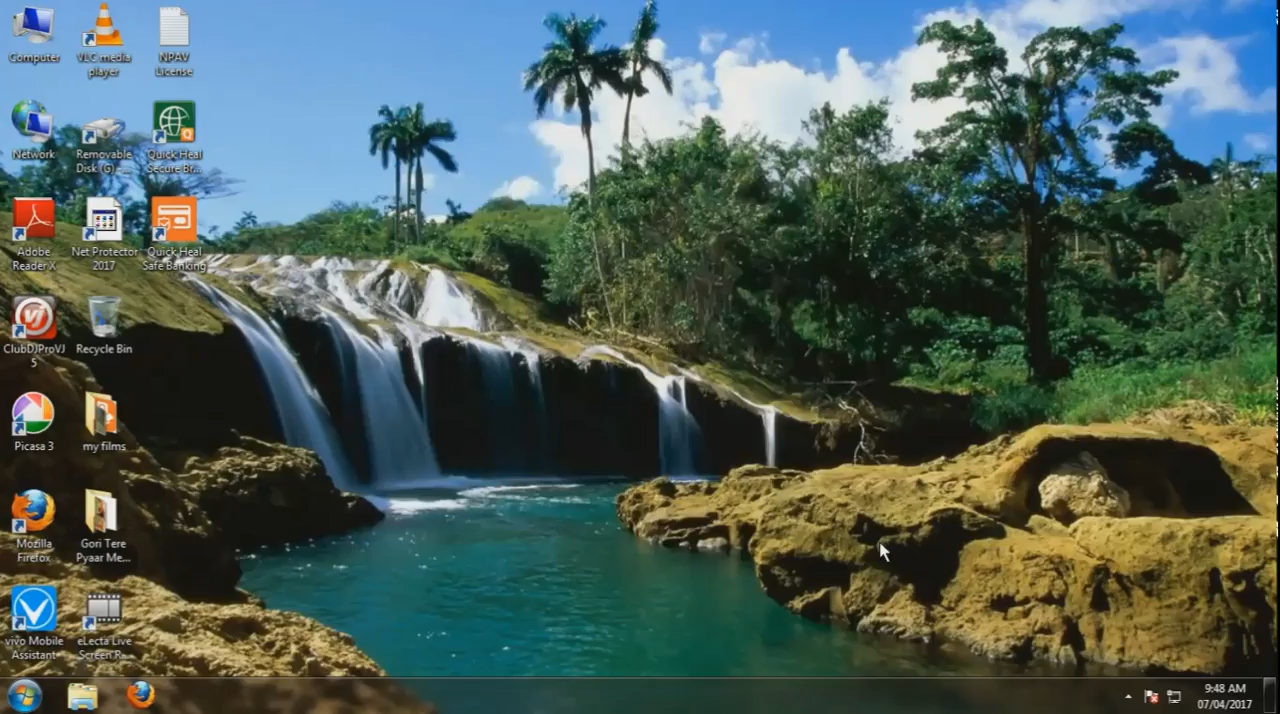 Computer
VLC media
player
NPAV
License
Network
Removable
Disk (G) ...
Quick Heal
Secure Br...
Adobe
Reader X
Net Protector
2017
Quick Heal
Safe Banking
ClubDJProVJ
5
Recycle Bin
Picasa 3
my films
Mozilla
Firefox
Gori Tere
Pyaar Me...
vivo Mobile
Assistant
eLecta Live
Screen R...
9:48 AM
07/04/2017